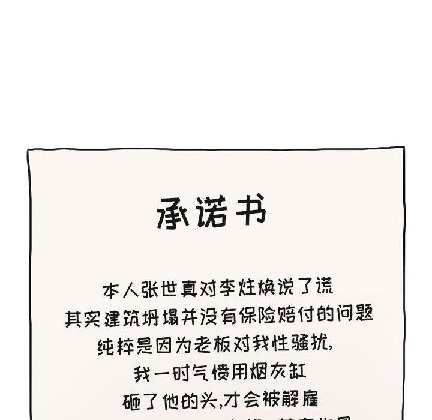 承诺书
本人张世真对李炷焕说了谎
其实建筑坍塌并没有保险赔付的问题
纯粹是因为老板对我性骚扰,
我一时气愤用烟灰缸
砸了他的头,才会被解雇